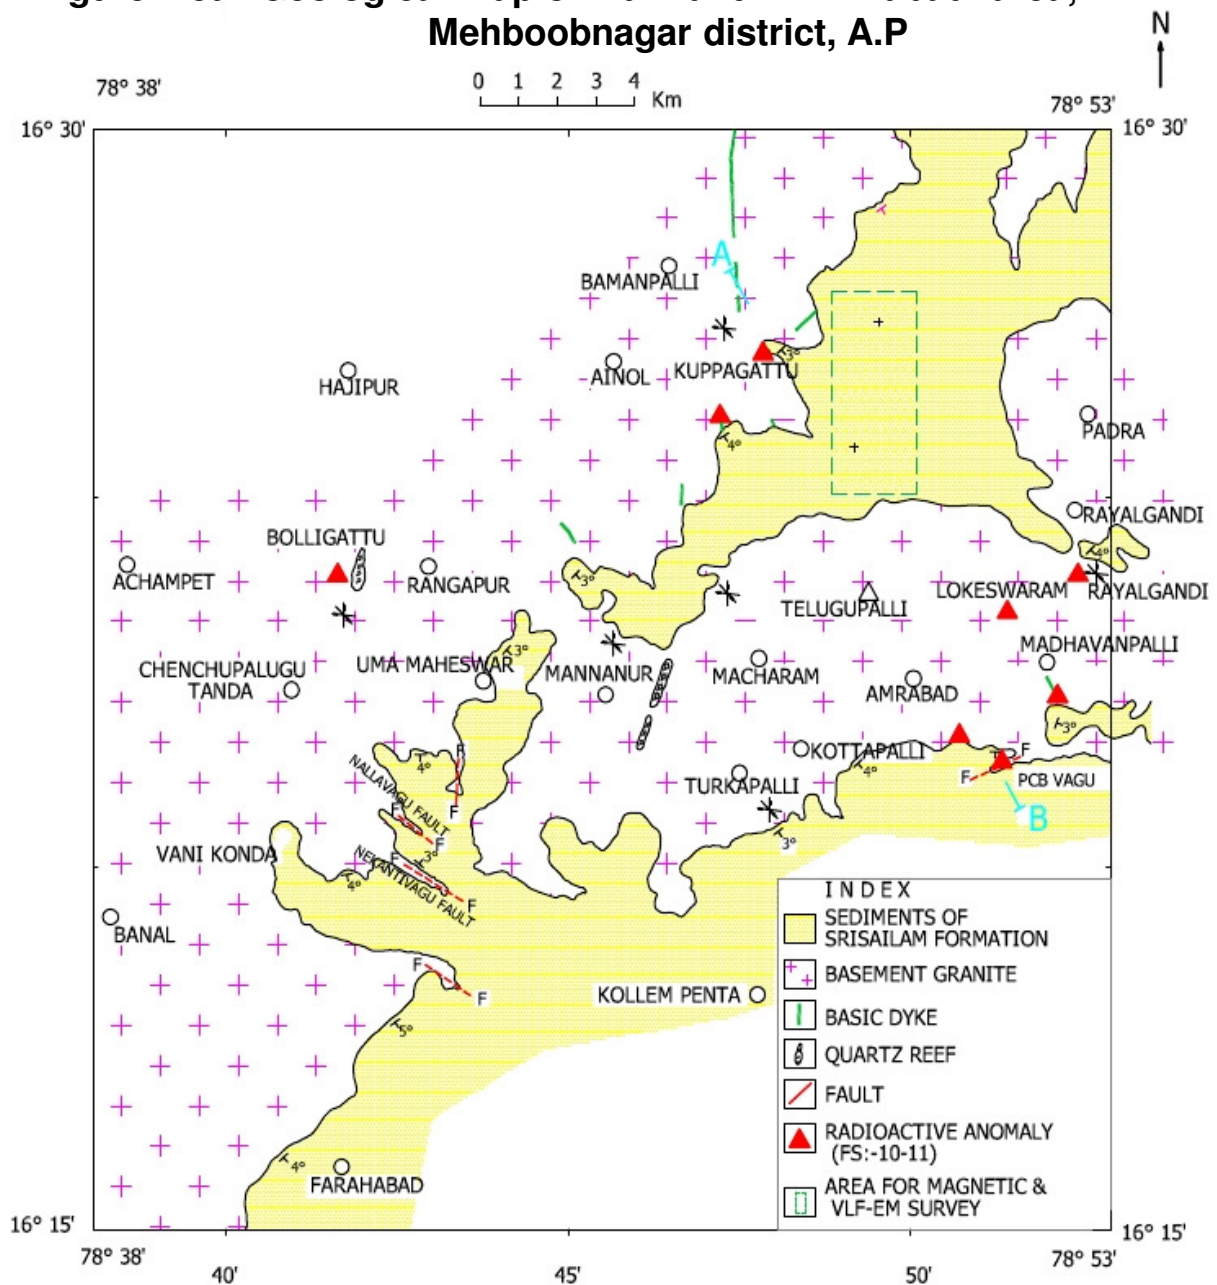 Mehboobnagar district, A.P
N
0 1 2 3 4 Km
78° 38'
78° 53'
16° 30'
16° 30'
A
BAMANPALLI
HAJIPUR
AINOL
KUPPAGATTU
3°
PADRA
4°
BOLLIGATTU
RAYALGANDI
4°
ACHAMPET
RANGAPUR
3°
TELUGUPALLI
LOKESWARAM
RAYALGANDI
CHENCHUPALUGU
TANDA
UMA MAHESWAR
3°
MANNANUR
MACHARAM
MADHAVANPALLI
AMRABAD
3°
F
4°
KOTTAPALLI
4°
F
NALLAVAGU FAULT
TURKAPALLI
F
PCB VAGU
F
F
F
B
3°
VANI KONDA
F
3°
NEKANTIVAGU FAULT
4°
F
BANAL
F
F
KOLLEM PENTA
5°
4°
FARAHABAD
INDEX
SEDIMENTS OF
SRISAILAM FORMATION
BASEMENT GRANITE
BASIC DYKE
QUARTZ REEF
FAULT
RADIOACTIVE ANOMALY
(FS:-10-11)
AREA FOR MAGNETIC &
VLF-EM SURVEY
16° 15'
16° 15'
78° 38'
40'
45'
50'
78° 53'